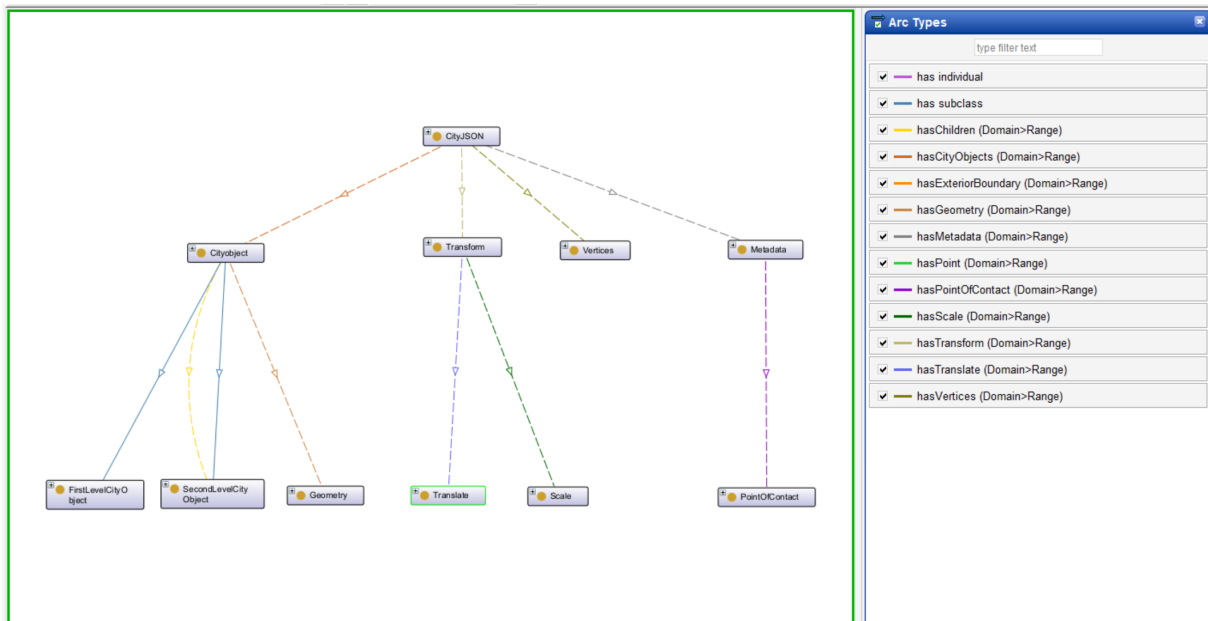 CityJSON
Cityobject
Transform
Vertices
Metadata
FirstLevelCityO
bject
SecondLevelCity
Object
Geometry
Translate
Scale
PointOfContact
Arc Types
type filter text
has individual
has subclass
hasChildren (Domain>Range)
hasCityObjects (Domain>Range)
hasExteriorBoundary (Domain>Range)
hasGeometry (Domain>Range)
hasMetadata (Domain>Range)
hasPoint (Domain>Range)
hasPointOfContact (Domain>Range)
hasScale (Domain>Range)
hasTransform (Domain>Range)
hasTranslate (Domain>Range)
hasVertices (Domain>Range)